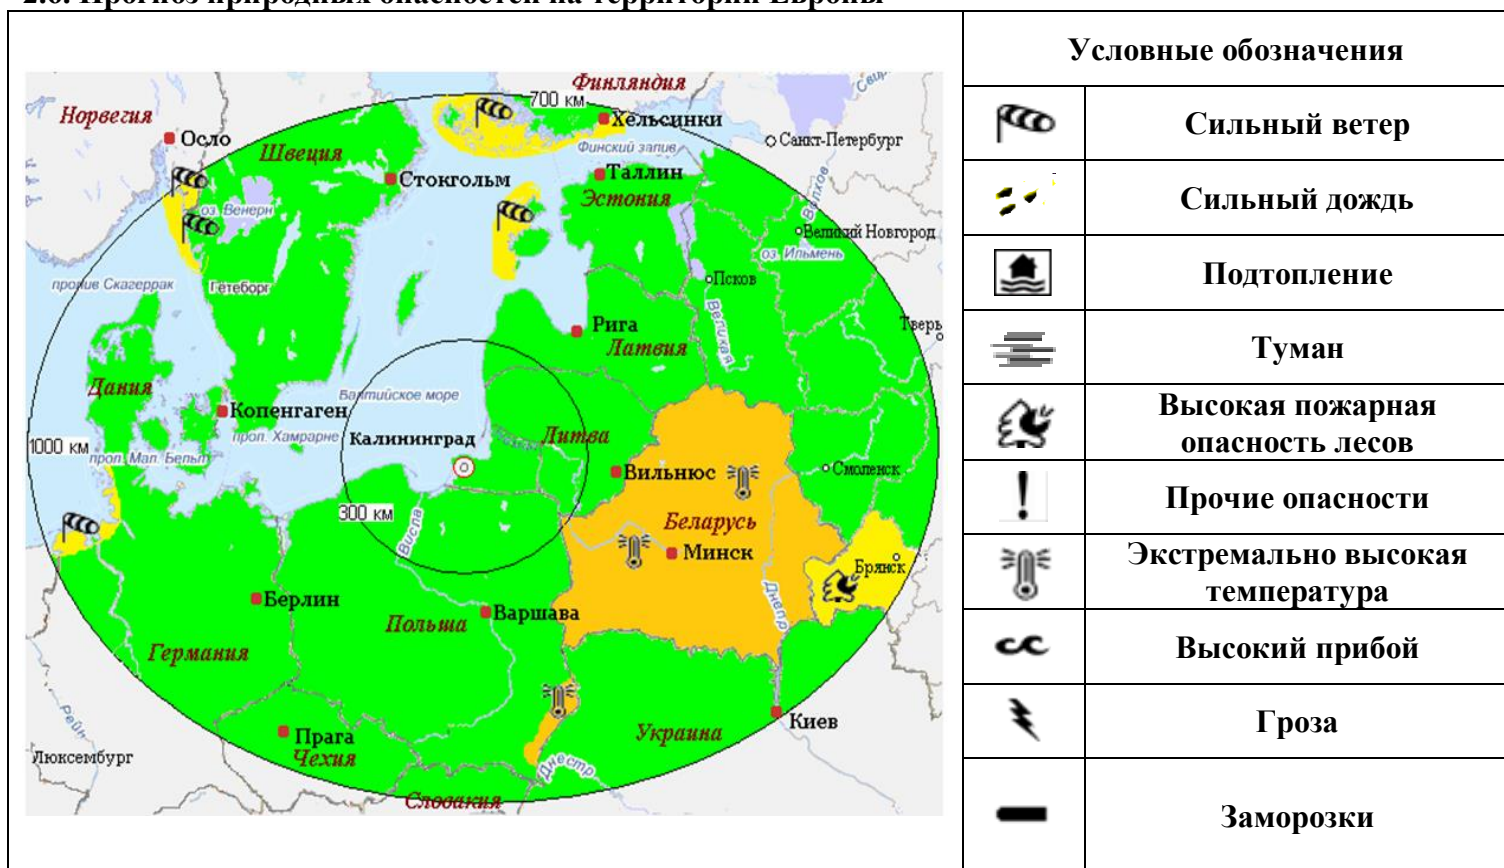 2.6. Прогноз природных опасностей на территории Европы
Условные обозначения
Сильный ветер
Сильный дождь
Подтопление
Туман
Высокая пожарная
опасность лесов
Прочие опасности
Экстремально высокая
температура
Высокий прибой
Гроза
Заморозки
Финляндия
700 км
Норвегия
Хельсинки
Осло
Финский залив
Санкт-Петербург
Швеция
Стокгольм
Таллин
Эстония
Волхов
оз. Венерн
Великий Новгород
оз. Ильмень
Псков
пролив Скагеррак
Гётеборг
Великая
Рига
Тверь
Латвия
Дания
Балтийское море
Копенгаген
прол. Хамрарне
Калининград
Литва
1000 км
прол. Мал. Бельт
Вильнюс
Смоленск
300 км
Висла
Беларусь
Минск
Брянск
Днепр
Берлин
Варшава
Польша
Германия
Рейн
Киев
Украина
Прага
Чехия
Люксембург
Днестр
Словакия